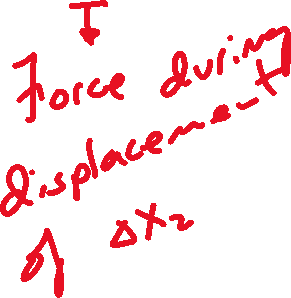 Force during
displacement
of Δx₂